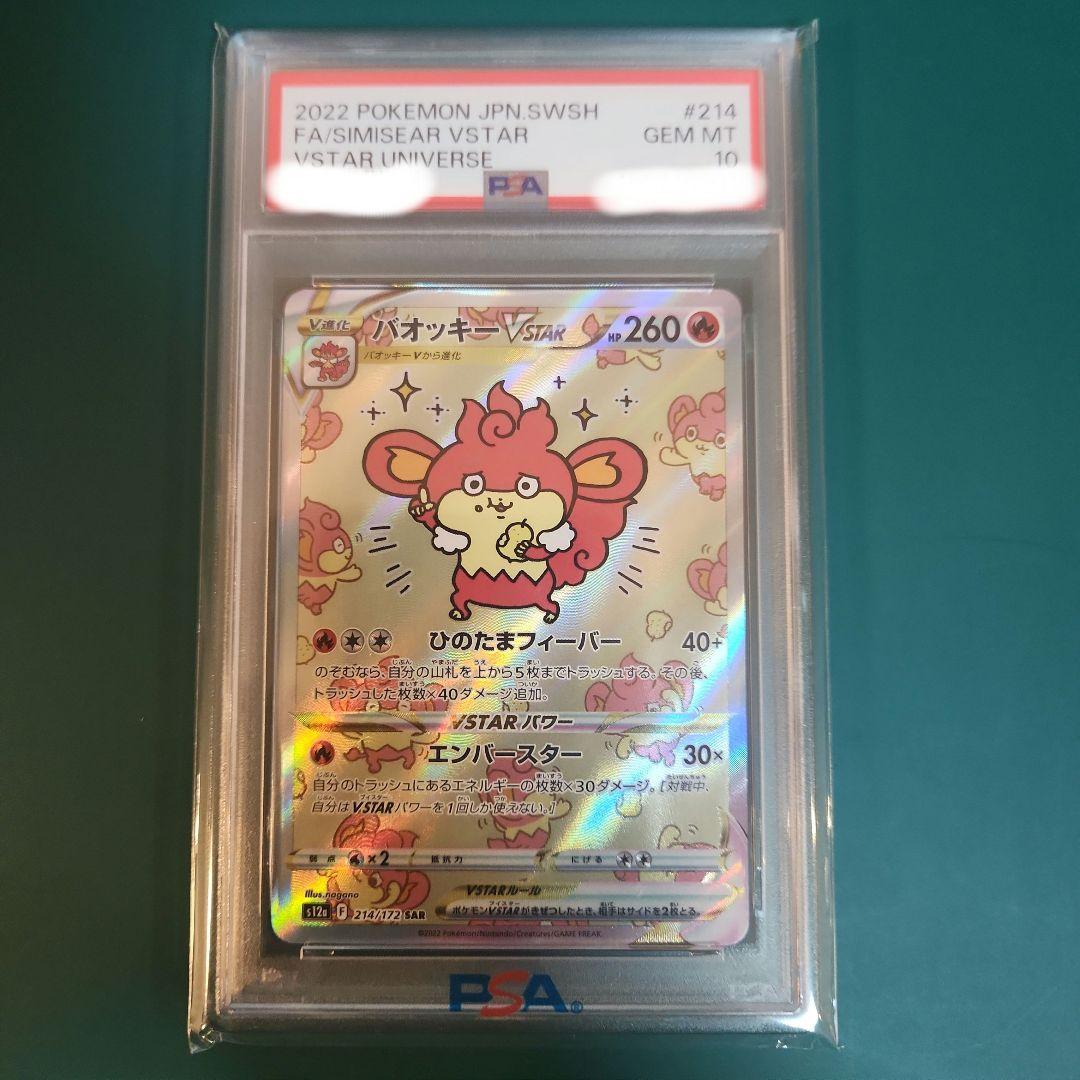 2022 POKEMON JPN.SWSH #214
FA/SIMISEAR VSTAR GEM MT
VSTAR UNIVERSE 10
PSA
V進化 バオッキーVSTAR HP260
バオッキーVから進化
ひのたまフィーバー 40+
のぞむなら、自分の山札を上から5枚までトラッシュする。その後、
トラッシュした枚数×40ダメージ追加。
VSTARパワー
エンバースター 30×
自分のトラッシュにあるエネルギーの枚数×30ダメージ。[対戦中、
自分はVSTARパワーを1回しか使えない。]
弱点 ×2 抵抗力 にげる
Illus. nagano
VSTARルール
s12a F 214/172 SAR
ポケモンVSTARがきぜつしたとき、相手はサイドを2枚とる。
©2022 Pokémon/Nintendo/Creatures/GAME FREAK.
PSA®